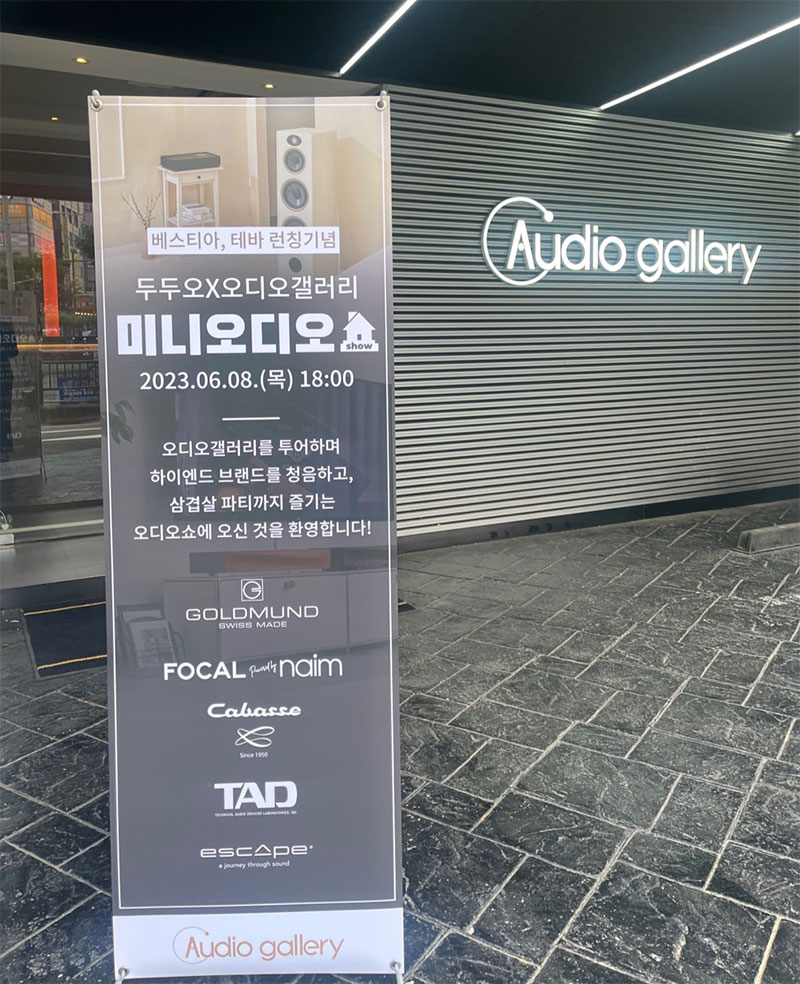 베스티아, 테바 런칭기념
두두오X오디오갤러리
미니오디오 show
2023.06.08.(목) 18:00
오디오갤러리를 투어하며
하이엔드 브랜드를 청음하고,
삼겹살 파티까지 즐기는
오디오쇼에 오신 것을 환영합니다!
G
GOLDMUND
SWISS MADE
FOCAL Powered by naim
Cabasse
Since 1950
TAD
TECHNICAL AUDIO DEVICES LABORATORIES, INC.
escape
a journey through sound
Audio gallery
Audio gallery